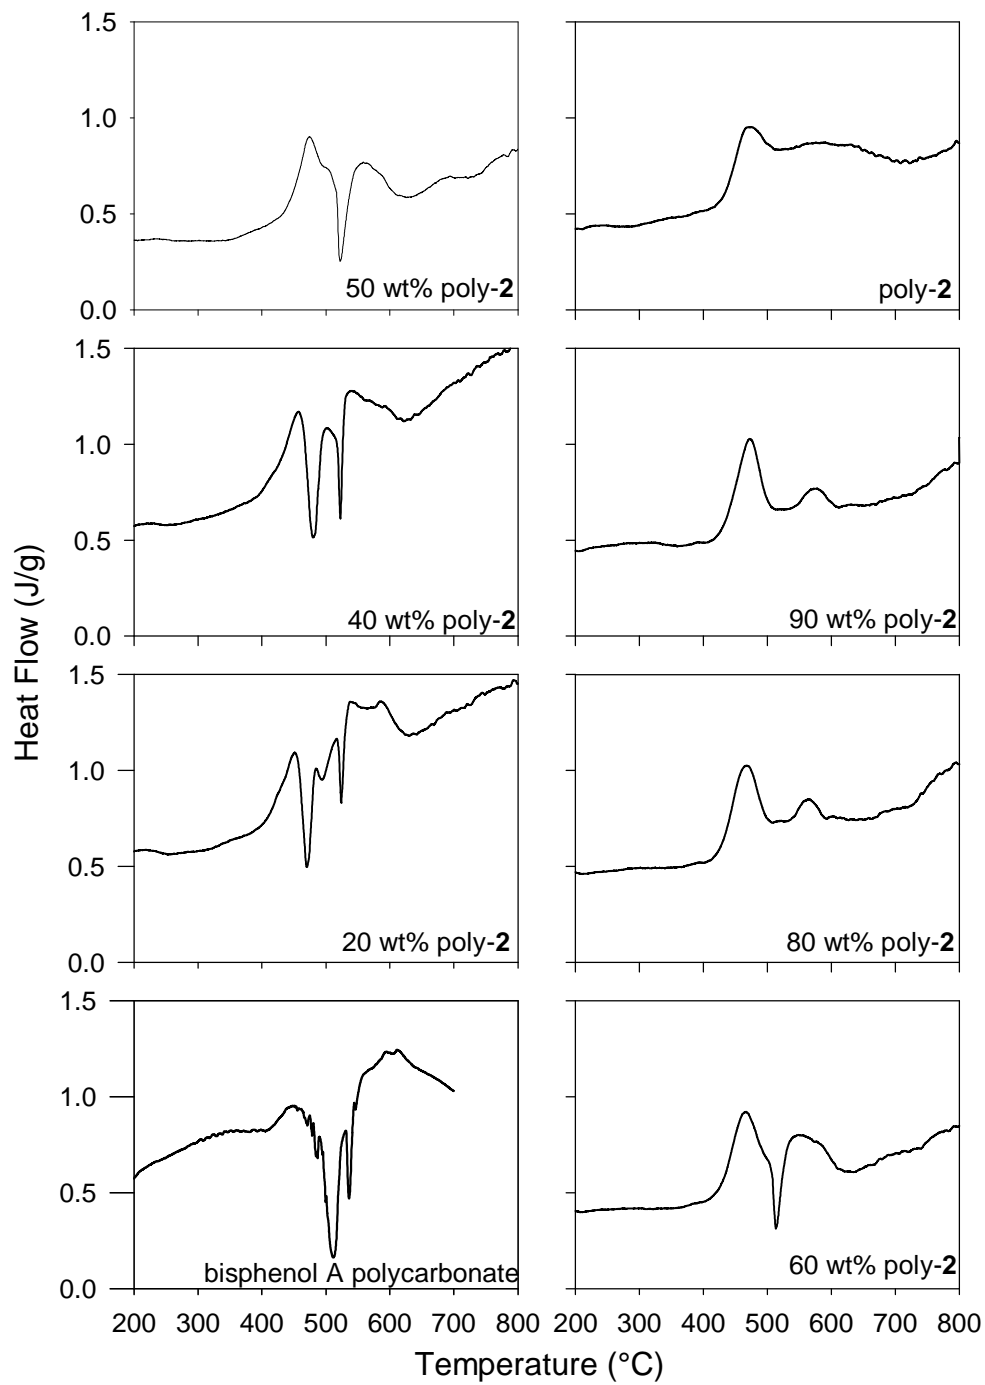 1.5
1.0
0.5
0.0
50 wt% poly-2
poly-2
1.5
1.0
0.5
0.0
40 wt% poly-2
90 wt% poly-2
Heat Flow (J/g)
1.5
1.0
0.5
0.0
20 wt% poly-2
80 wt% poly-2
1.5
1.0
0.5
0.0
bisphenol A polycarbonate
60 wt% poly-2
200 300 400 500 600 700 800
200 300 400 500 600 700 800
Temperature (°C)